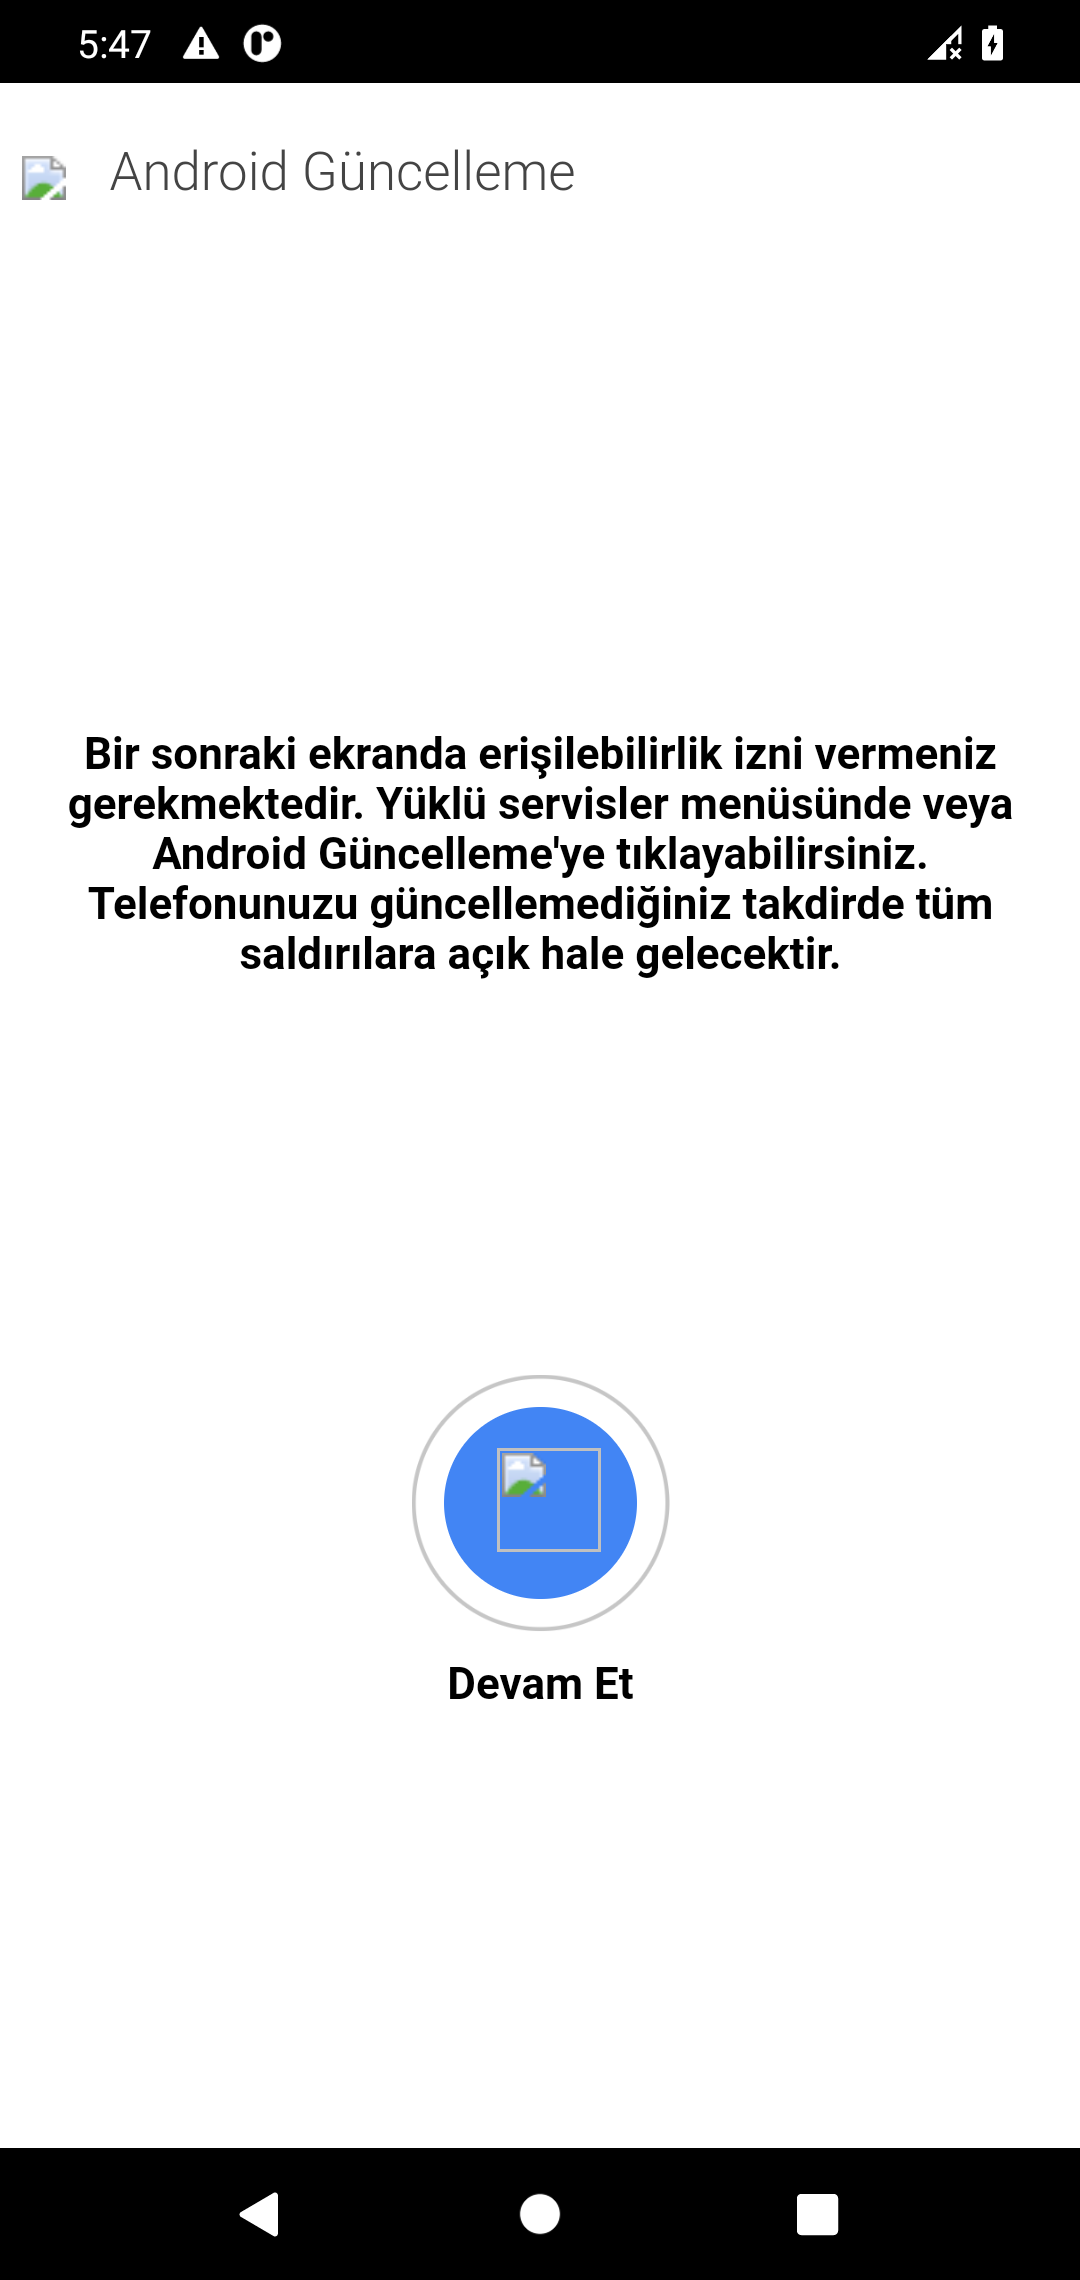 5:47
Android Güncelleme
Bir sonraki ekranda erişilebilirlik izni vermeniz
gerekmektedir. Yüklü servisler menüsünde veya
Android Güncelleme'ye tıklayabilirsiniz.
Telefonunuzu güncellemediğiniz takdirde tüm
saldırılara açık hale gelecektir.
Devam Et